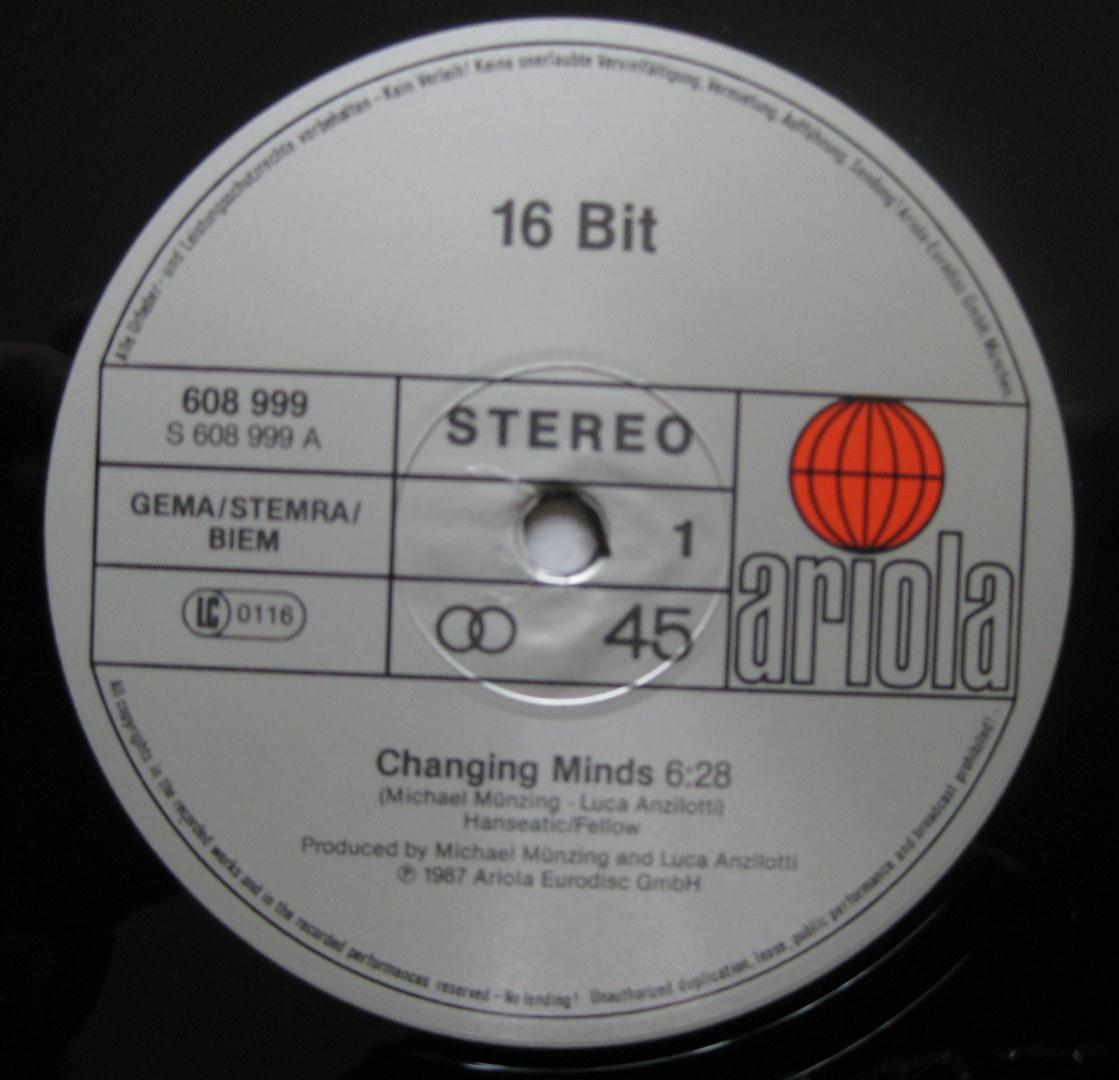 Alle Urheber- und Leistungsschutzrechte vorbehalten – Kein Verleih! Keine unerlaubte Vervielfältigung, Vermietung, Aufführung, Sendung! Ariola-Eurodisc GmbH, München.
16 Bit
608 999
S 608 999 A
STEREO
GEMA/STEMRA/
BIEM
1
LC 0116
45
ariola
Changing Minds 6:28
(Michael Münzing - Luca Anzilotti)
Hanseatic/Fellow
Produced by Michael Münzing and Luca Anzilotti
℗ 1987 Ariola Eurodisc GmbH
All copyrights in the recorded works and in the recorded performances reserved – No lending! Unauthorized duplication, lease, public performance and broadcast prohibited!